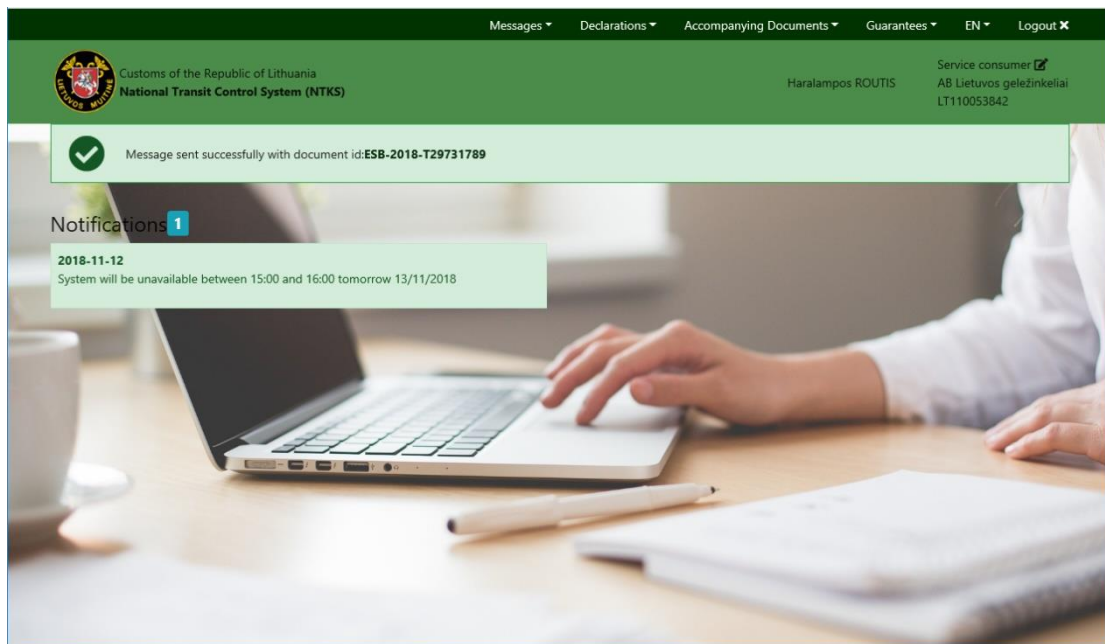 Messages
Declarations
Accompanying Documents
Guarantees
EN
Logout
LIETUVOS MUITINĖ
Customs of the Republic of Lithuania
National Transit Control System (NTKS)
Haralampos ROUTIS
Service consumer
AB Lietuvos geležinkeliai
LT110053842
Message sent successfully with document id:ESB-2018-T29731789
Notifications 1
2018-11-12
System will be unavailable between 15:00 and 16:00 tomorrow 13/11/2018